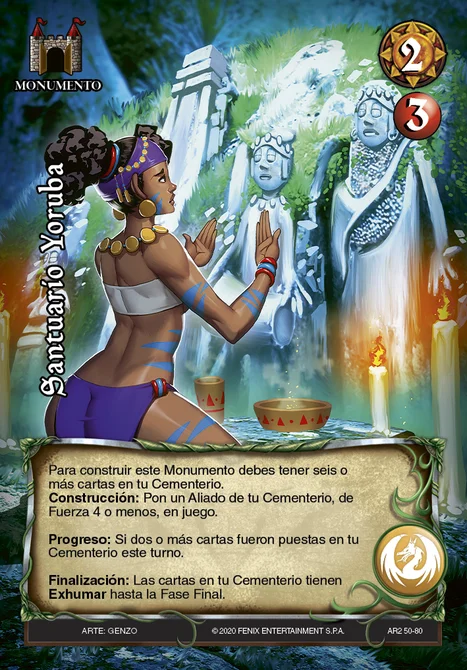 MONUMENTO
2
3
Santuario Yoruba
Para construir este Monumento debes tener seis o
más cartas en tu Cementerio.
Construcción: Pon un Aliado de tu Cementerio, de
Fuerza 4 o menos, en juego.
Progreso: Si dos o más cartas fueron puestas en tu
Cementerio este turno.
Finalización: Las cartas en tu Cementerio tienen
Exhumar hasta la Fase Final.
ARTE: GENZO
©2020 FENIX ENTERTAINMENT S.P.A.
AR2 50-80